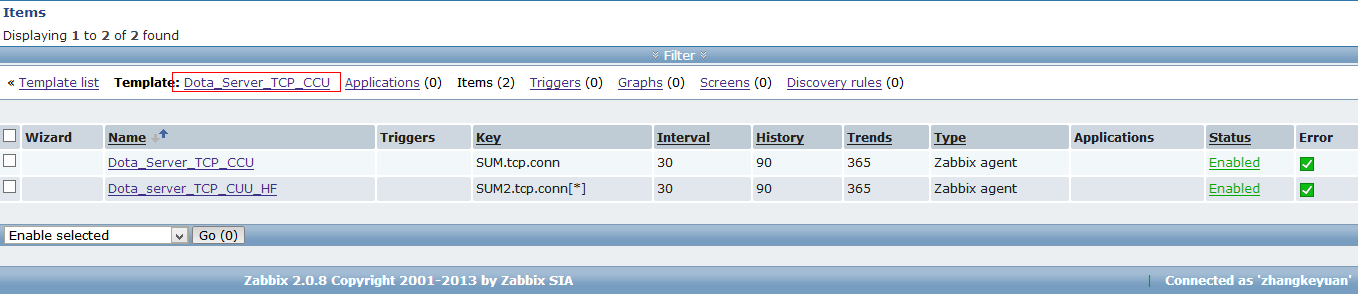 Items
Displaying 1 to 2 of 2 found
Filter
« Template list Template: Dota_Server_TCP_CCU Applications (0) Items (2) Triggers (0) Graphs (0) Screens (0) Discovery rules (0)
Wizard Name Triggers Key Interval History Trends Type Applications Status Error
Dota_Server_TCP_CCU SUM.tcp.conn 30 90 365 Zabbix agent Enabled
Dota_server_TCP_CUU_HF SUM2.tcp.conn[*] 30 90 365 Zabbix agent Enabled
Enable selected Go (0)
Zabbix 2.0.8 Copyright 2001-2013 by Zabbix SIA | Connected as 'zhangkeyuan'